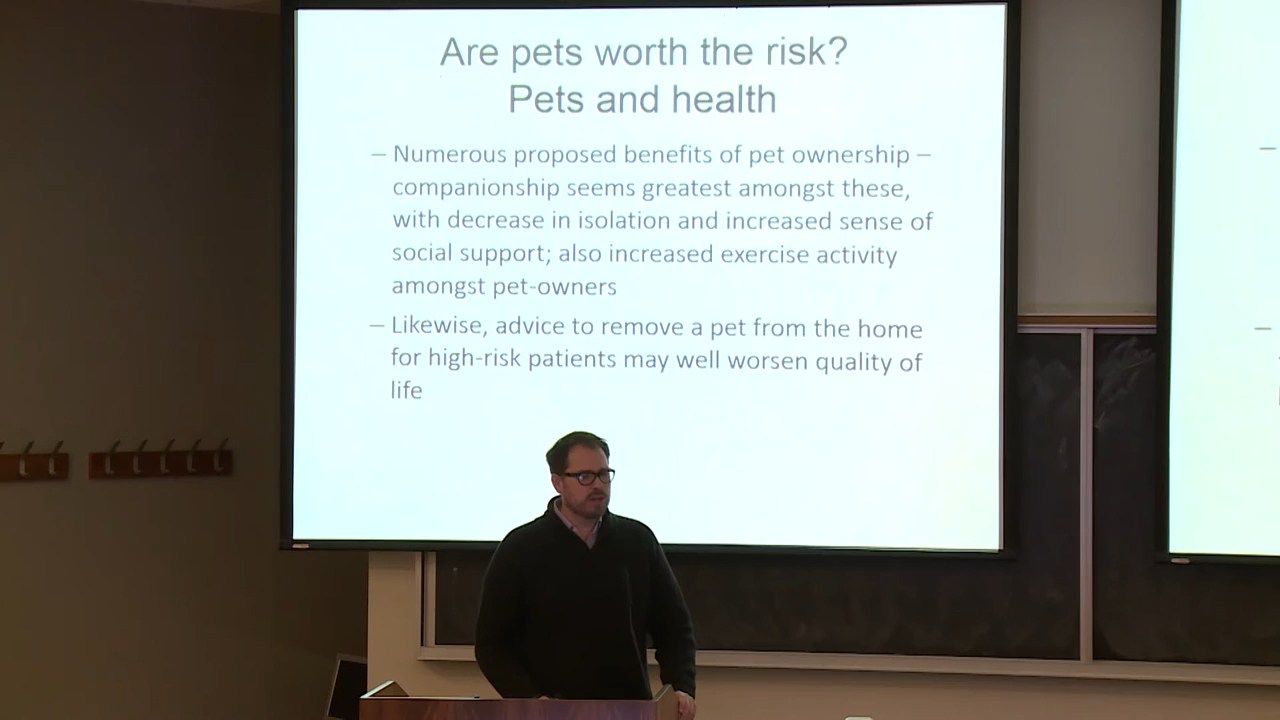 Are pets worth the risk?
Pets and health
– Numerous proposed benefits of pet ownership –
companionship seems greatest amongst these,
with decrease in isolation and increased sense of
social support; also increased exercise activity
amongst pet-owners
– Likewise, advice to remove a pet from the home
for high-risk patients may well worsen quality of
life